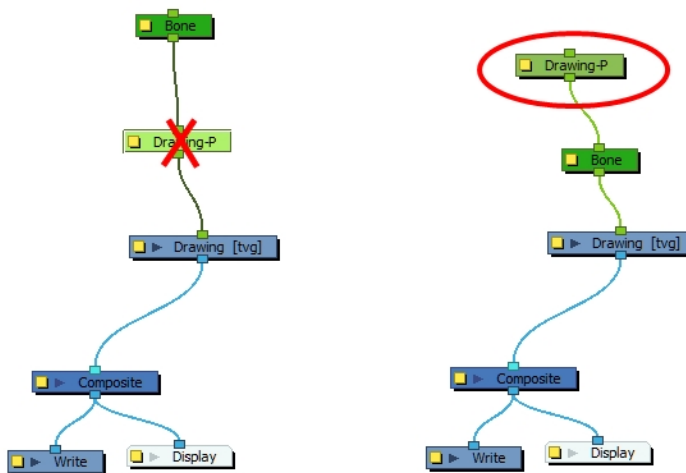 Bone
Drawing-P
Drawing [tvg]
Composite
Write
Display
Drawing-P
Bone
Drawing [tvg]
Composite
Write
Display